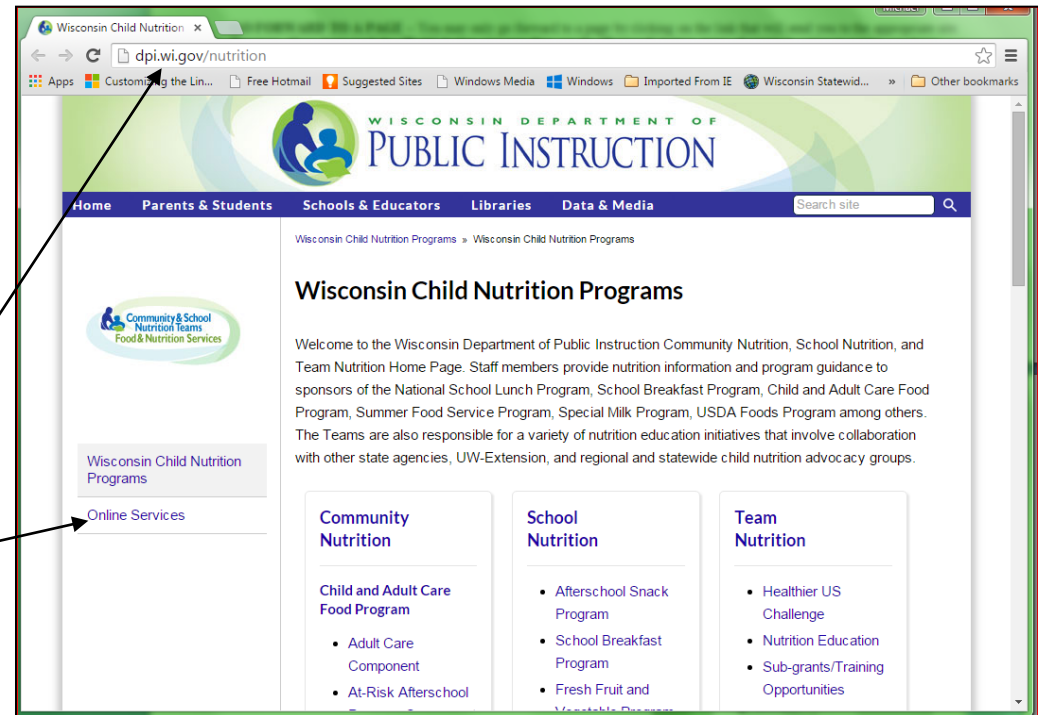 Michael
Wisconsin Child Nutrition
dpi.wi.gov/nutrition
Apps Customizing the Lin... Free Hotmail Suggested Sites Windows Media Windows Imported From IE Wisconsin Statewid... » Other bookmarks
WISCONSIN DEPARTMENT OF
PUBLIC INSTRUCTION
Home Parents & Students Schools & Educators Libraries Data & Media Search site
Wisconsin Child Nutrition Programs » Wisconsin Child Nutrition Programs
Wisconsin Child Nutrition Programs
Community & School
Nutrition Teams
Food & Nutrition Services
Welcome to the Wisconsin Department of Public Instruction Community Nutrition, School Nutrition, and
Team Nutrition Home Page. Staff members provide nutrition information and program guidance to
sponsors of the National School Lunch Program, School Breakfast Program, Child and Adult Care Food
Program, Summer Food Service Program, Special Milk Program, USDA Foods Program among others.
The Teams are also responsible for a variety of nutrition education initiatives that involve collaboration
with other state agencies, UW-Extension, and regional and statewide child nutrition advocacy groups.
Wisconsin Child Nutrition
Programs
Online Services
Community
Nutrition
Child and Adult Care
Food Program
• Adult Care
Component
• At-Risk Afterschool
School
Nutrition
• Afterschool Snack
Program
• School Breakfast
Program
• Fresh Fruit and
Vegetable Program
Team
Nutrition
• Healthier US
Challenge
• Nutrition Education
• Sub-grants/Training
Opportunities